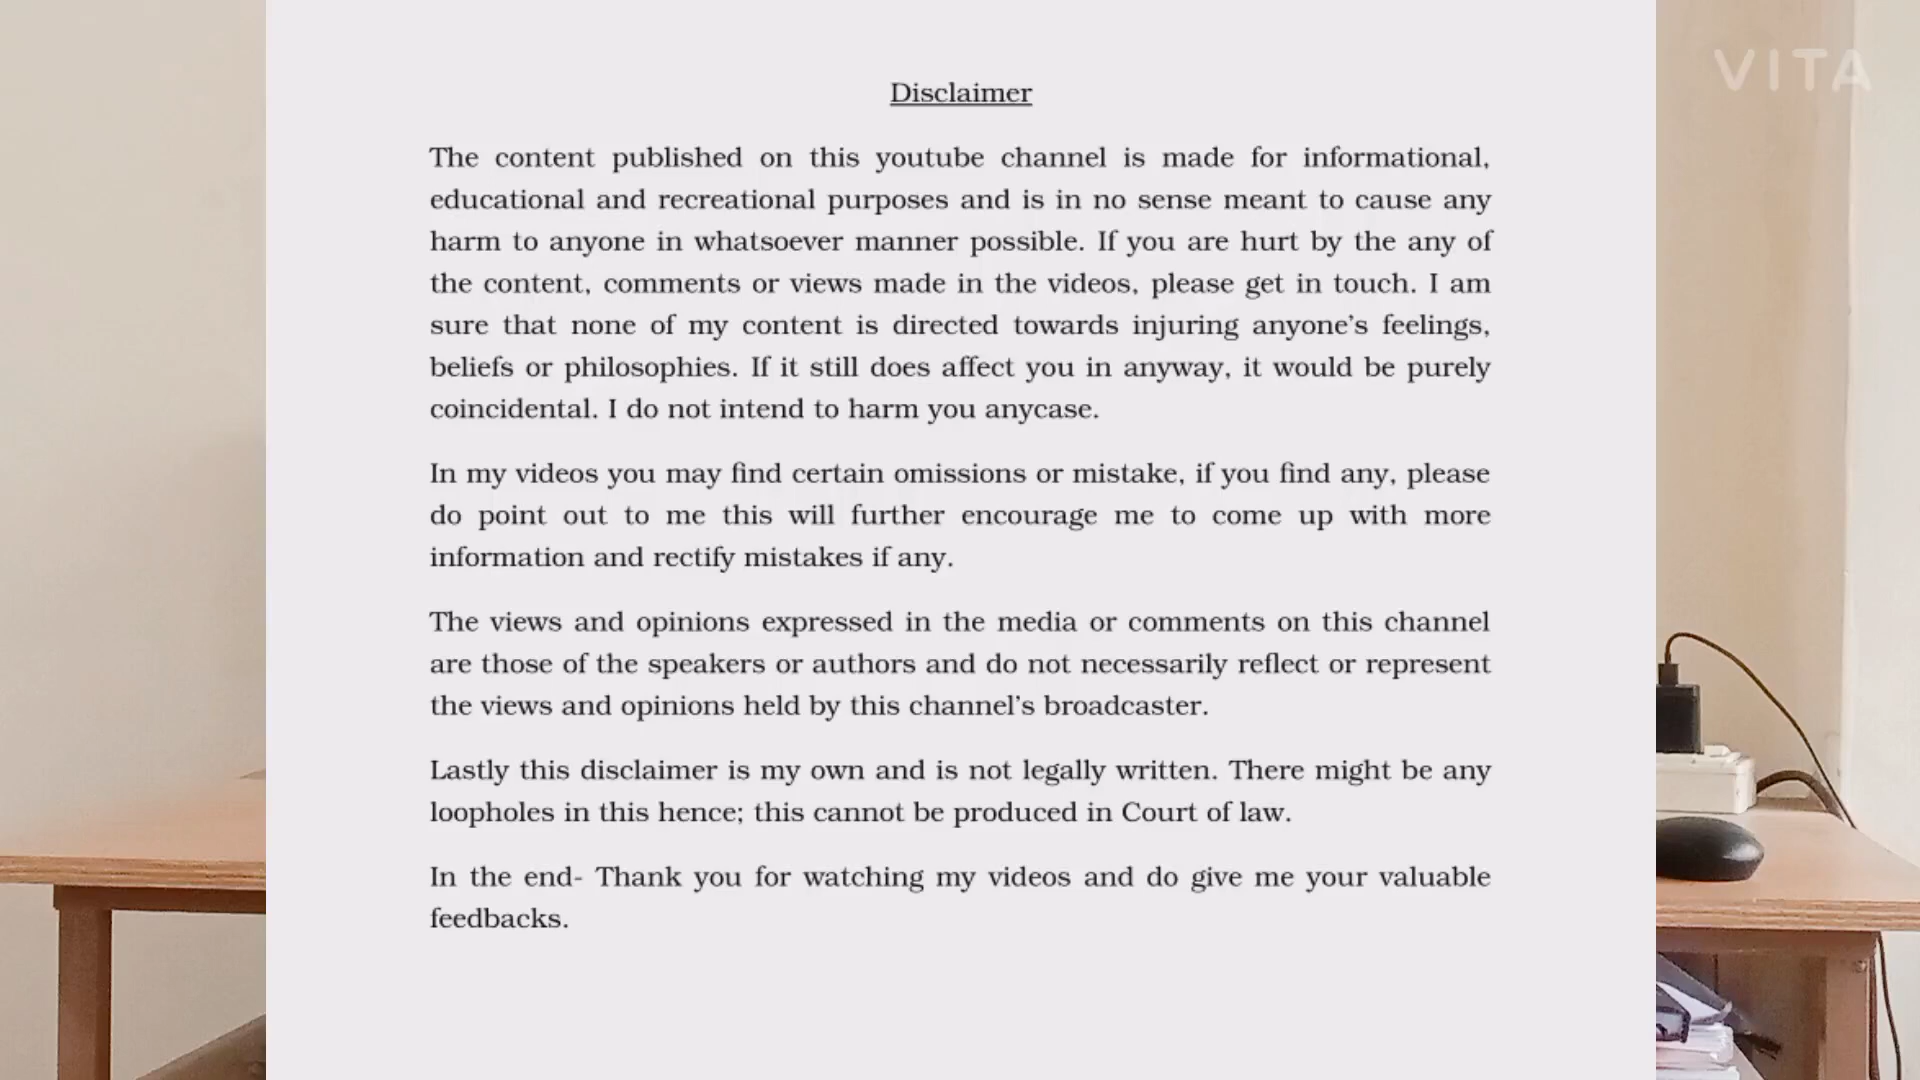 VITA
Disclaimer
The content published on this youtube channel is made for informational,
educational and recreational purposes and is in no sense meant to cause any
harm to anyone in whatsoever manner possible. If you are hurt by the any of
the content, comments or views made in the videos, please get in touch. I am
sure that none of my content is directed towards injuring anyone's feelings,
beliefs or philosophies. If it still does affect you in anyway, it would be purely
coincidental. I do not intend to harm you anycase.
In my videos you may find certain omissions or mistake, if you find any, please
do point out to me this will further encourage me to come up with more
information and rectify mistakes if any.
The views and opinions expressed in the media or comments on this channel
are those of the speakers or authors and do not necessarily reflect or represent
the views and opinions held by this channel's broadcaster.
Lastly this disclaimer is my own and is not legally written. There might be any
loopholes in this hence; this cannot be produced in Court of law.
In the end- Thank you for watching my videos and do give me your valuable
feedbacks.